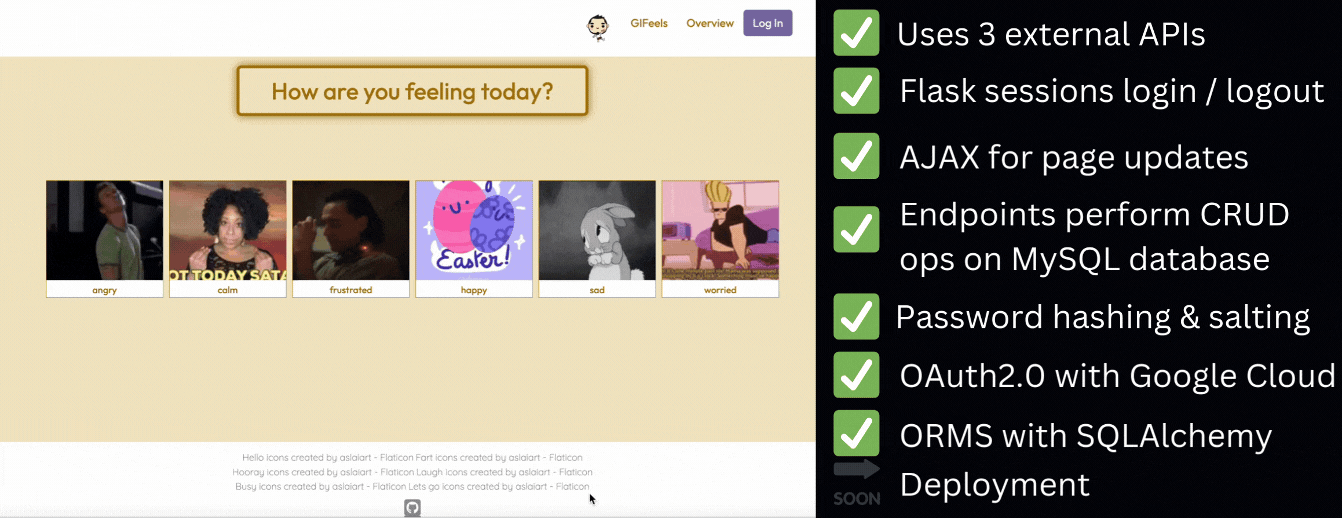 GIFeels Overview Log In
How are you feeling today?
OT TODAY SATA
Easter!
angry calm frustrated happy sad worried
Hello icons created by aslaiart - Flaticon Fart icons created by aslaiart - Flaticon
Hooray icons created by aslaiart - Flaticon Laugh icons created by aslaiart - Flaticon
Busy icons created by aslaiart - Flaticon Lets go icons created by aslaiart - Flaticon
Uses 3 external APIs
Flask sessions login / logout
AJAX for page updates
Endpoints perform CRUD
ops on MySQL database
Password hashing & salting
OAuth2.0 with Google Cloud
ORMS with SQLAlchemy
SOON Deployment